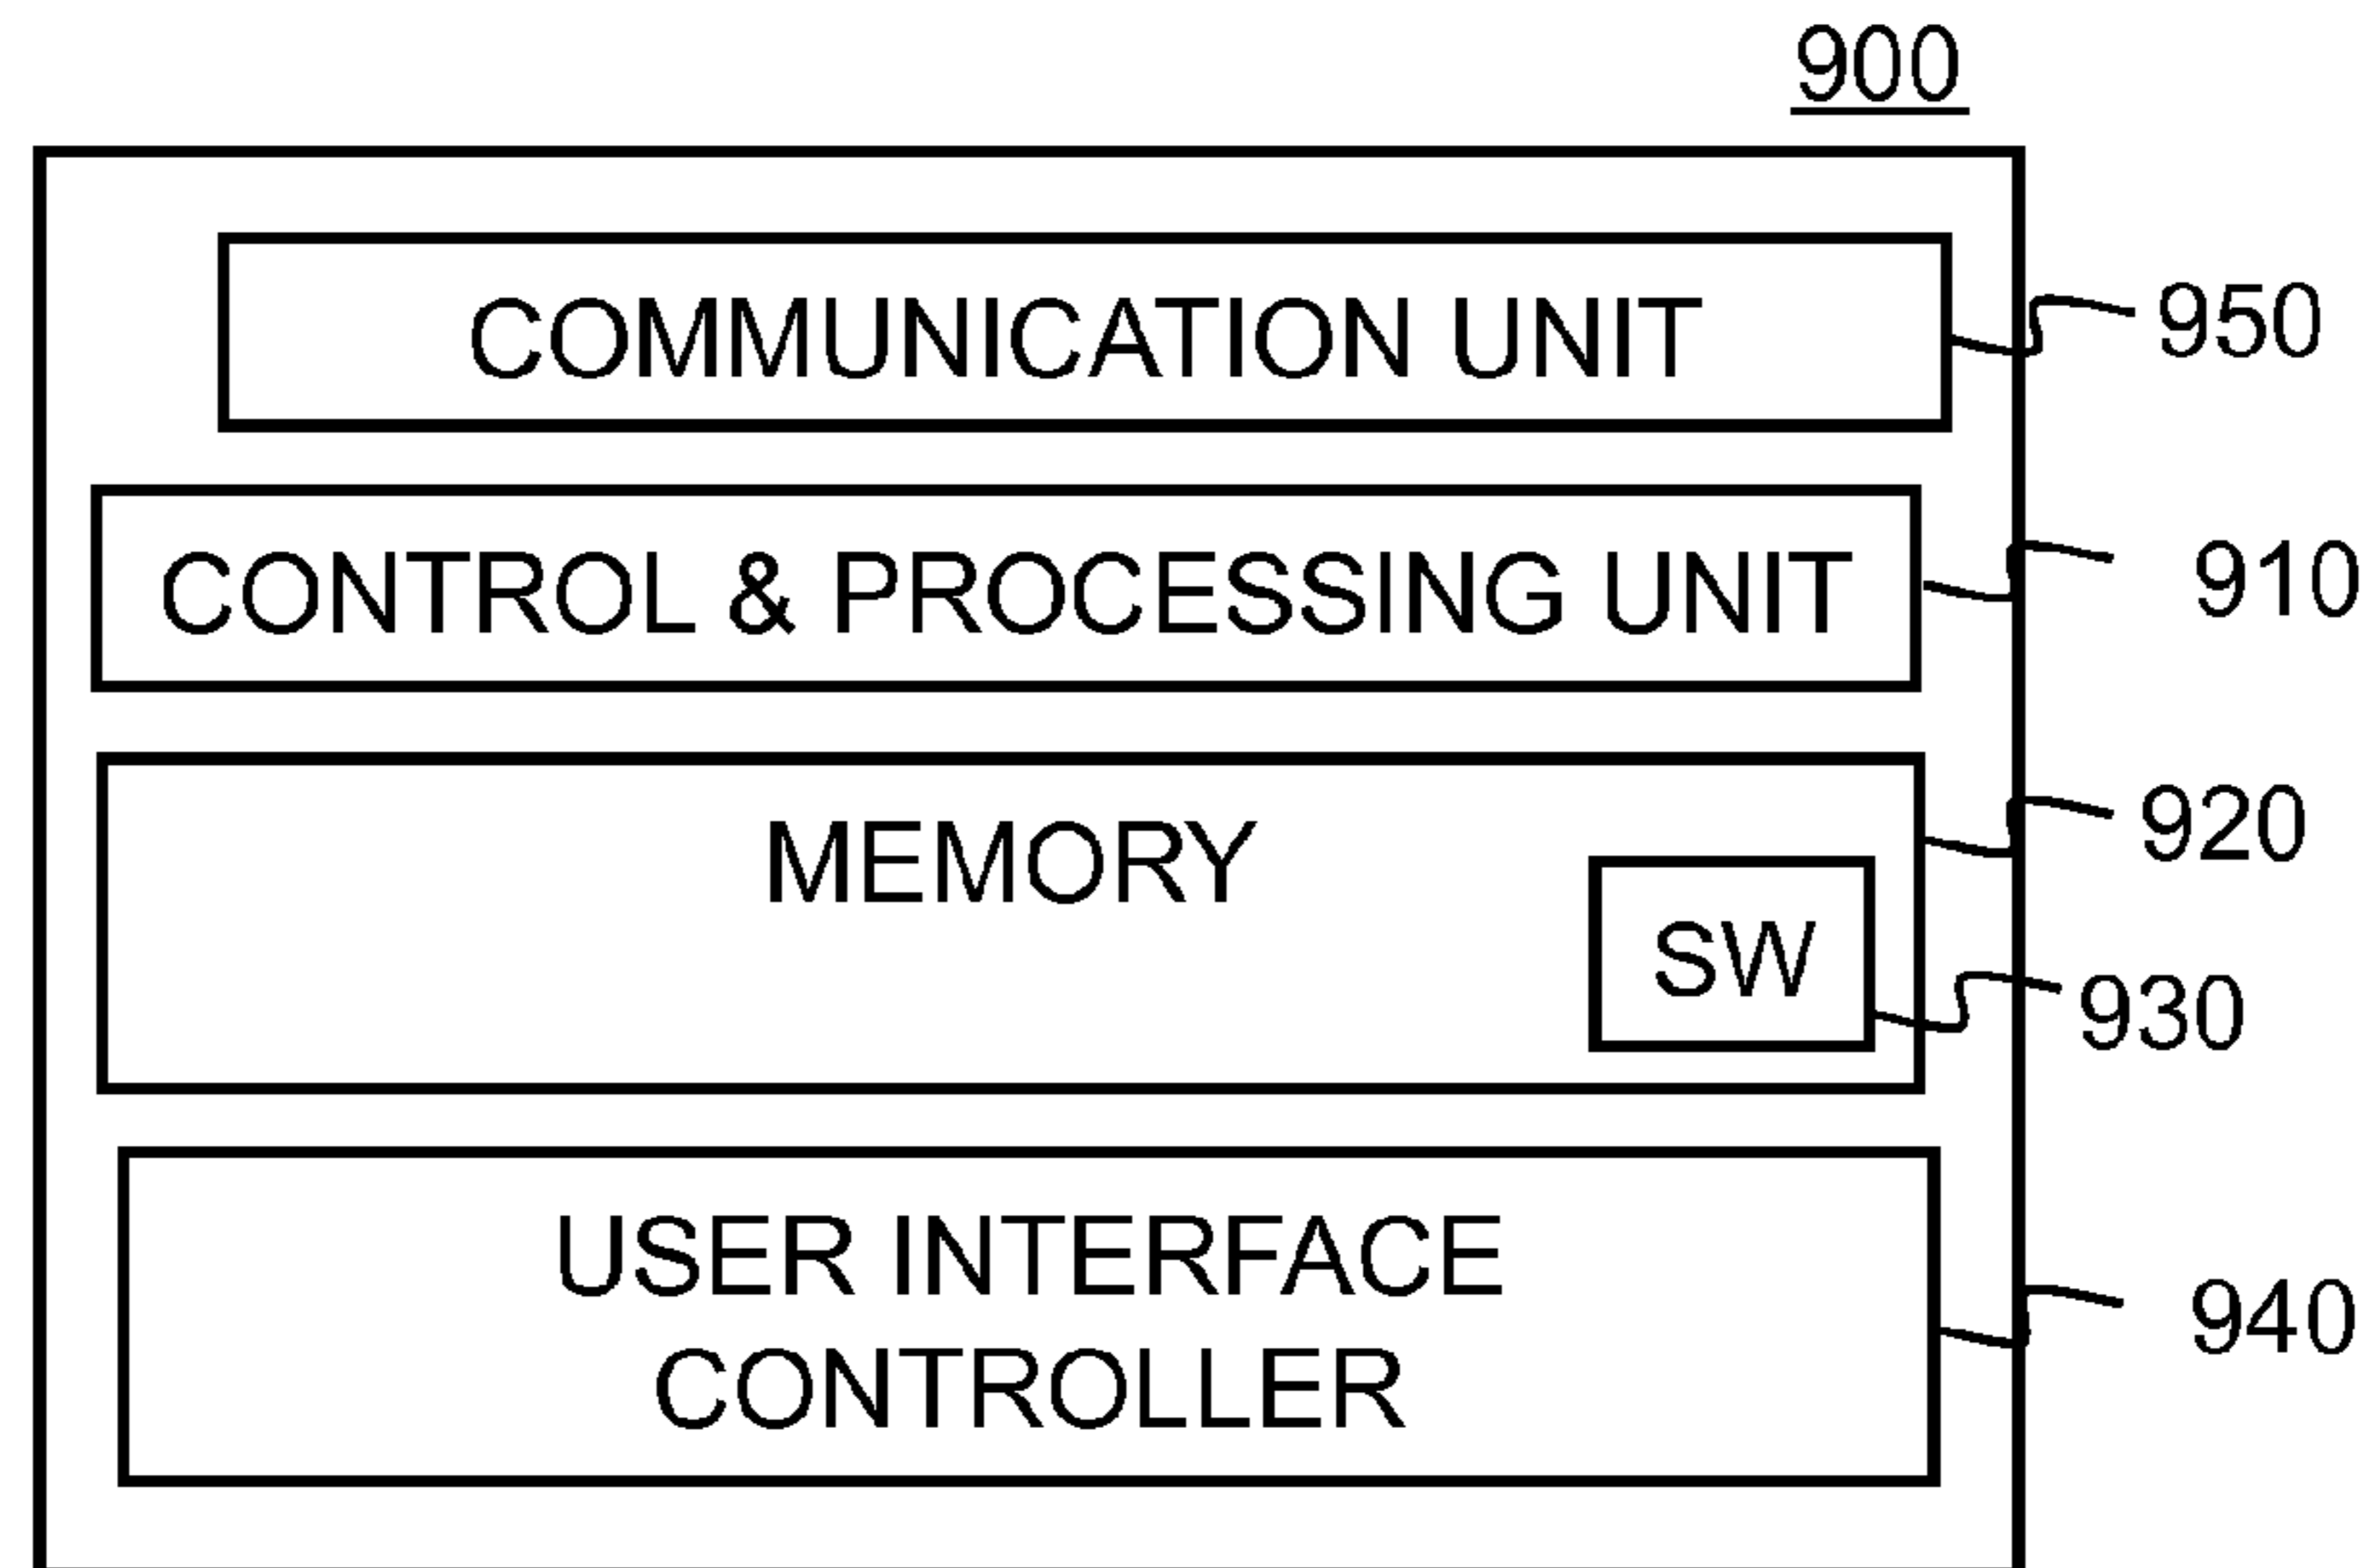 900
COMMUNICATION UNIT
950
CONTROL & PROCESSING UNIT
910
MEMORY
920
SW
930
USER INTERFACE
CONTROLLER
940